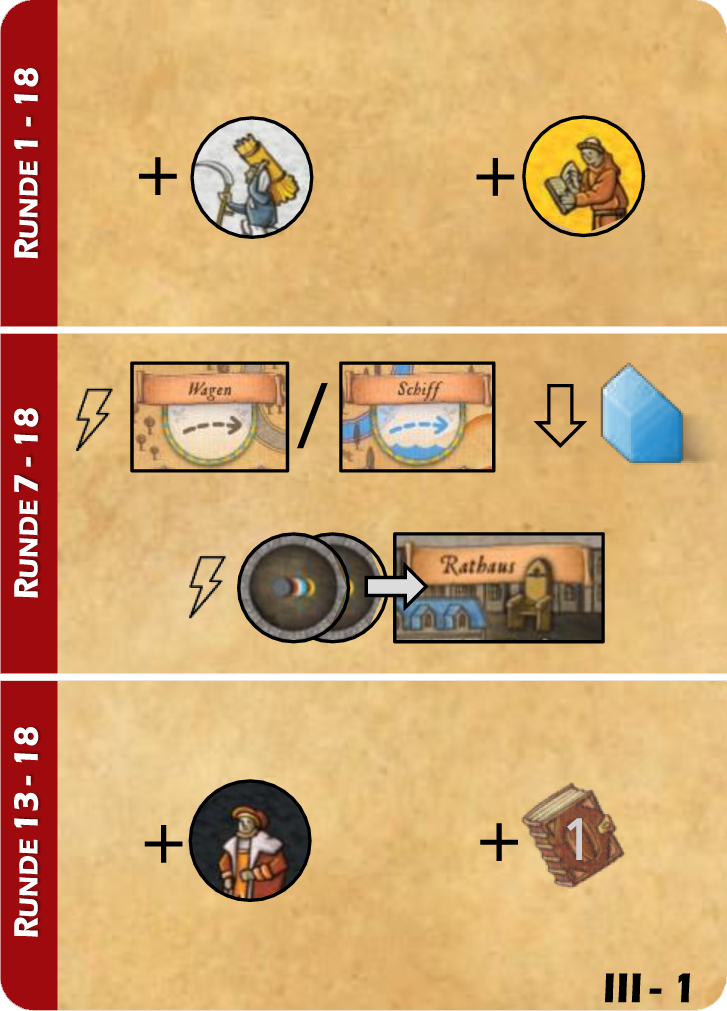 RUNDE 1 - 18
+ +
RUNDE 7 - 18
Wagen / Schiff
Rathaus
RUNDE 13 - 18
+ + 1
III - 1